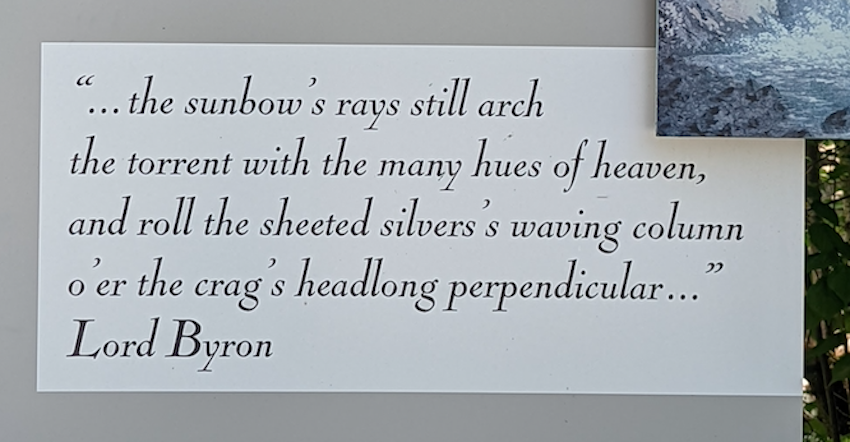 “...the sunbow’s rays still arch
the torrent with the many hues of heaven,
and roll the sheeted silvers’s waving column
o’er the crag’s headlong perpendicular...”
Lord Byron